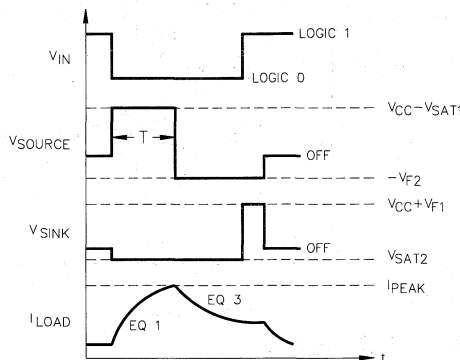 LOGIC 1
VIN
LOGIC 0
VCC–VSAT1
VSOURCE
T
OFF
–VF2
VCC+VF1
VSINK
OFF
VSAT2
IPEAK
ILOAD
EQ 1
EQ 3
t